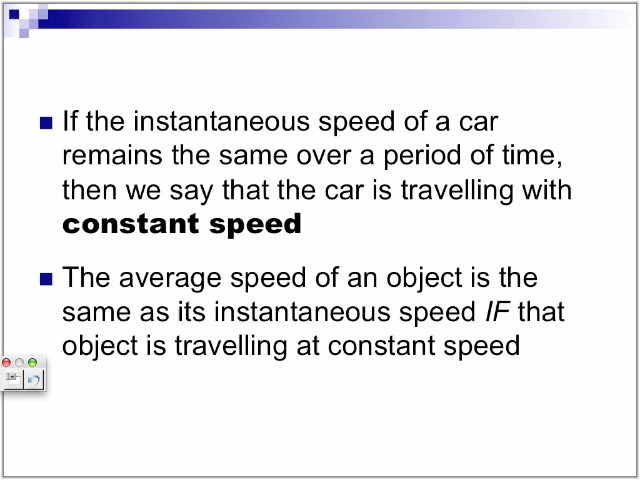 If the instantaneous speed of a car
remains the same over a period of time,
then we say that the car is travelling with
constant speed
The average speed of an object is the
same as its instantaneous speed IF that
object is travelling at constant speed